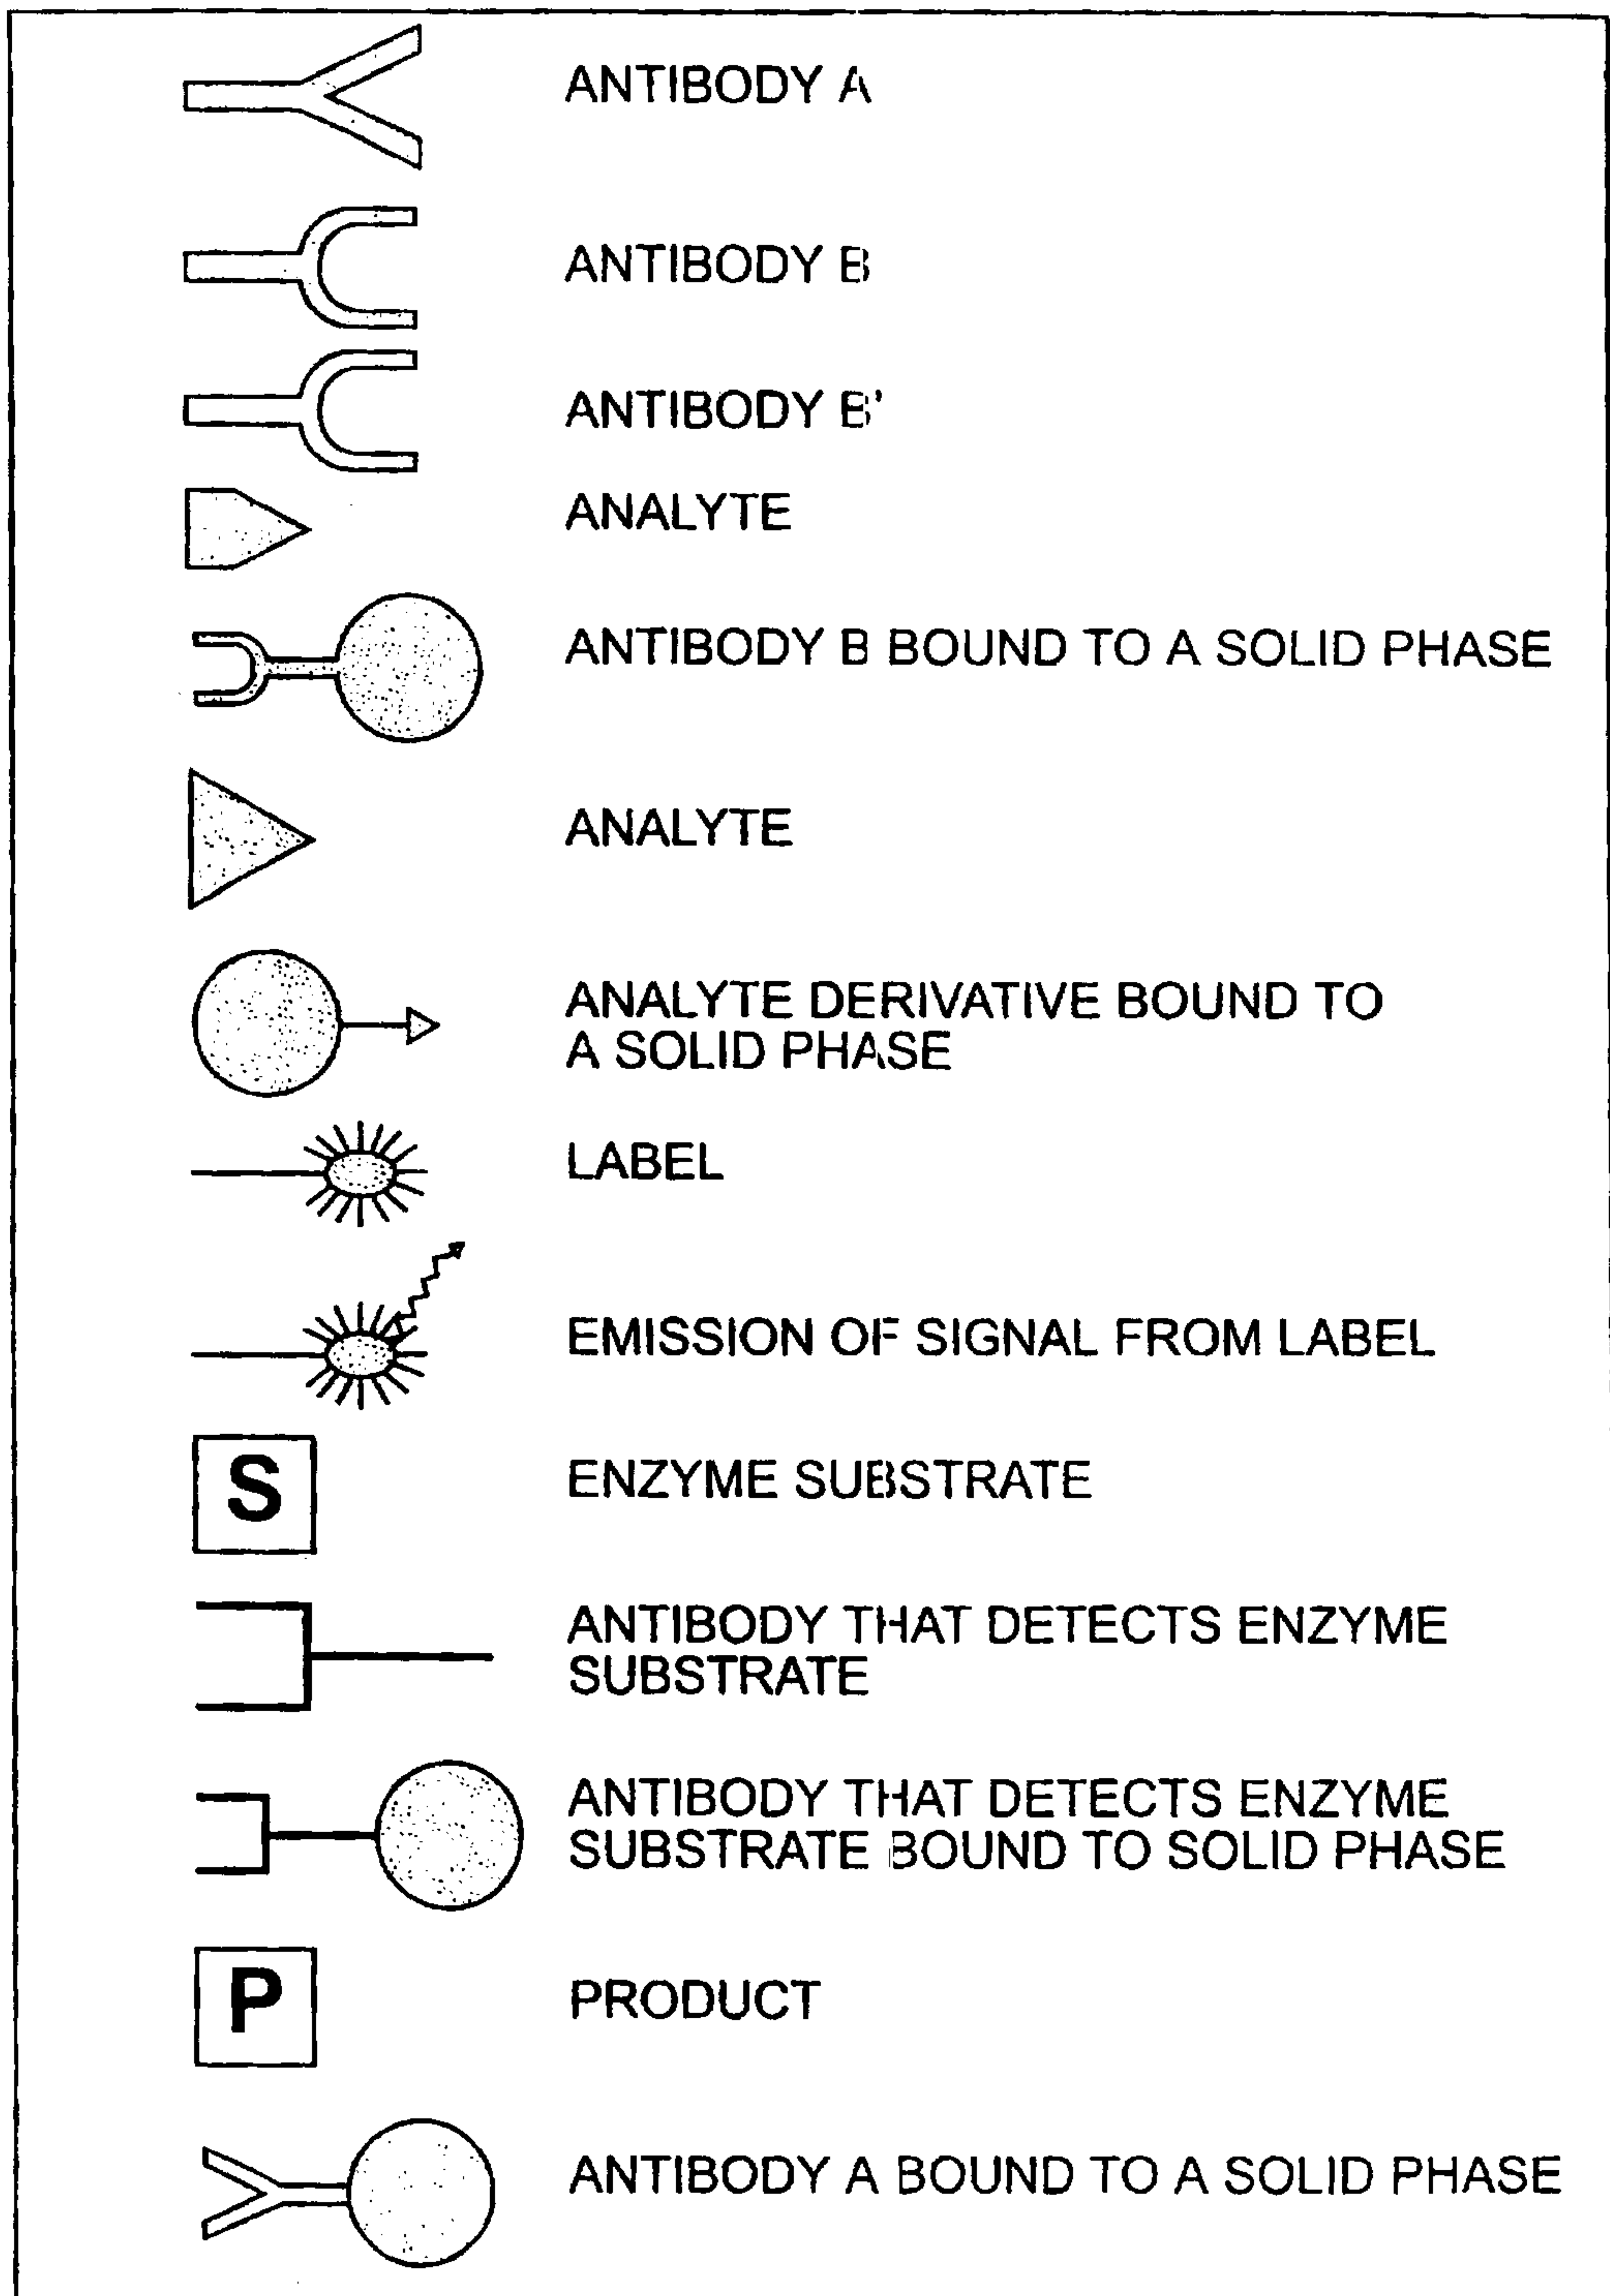 ANTIBODY A
ANTIBODY B
ANTIBODY B'
ANALYTE
ANTIBODY B BOUND TO A SOLID PHASE
ANALYTE
ANALYTE DERIVATIVE BOUND TO
A SOLID PHASE
LABEL
EMISSION OF SIGNAL FROM LABEL
S
ENZYME SUBSTRATE
ANTIBODY THAT DETECTS ENZYME
SUBSTRATE
ANTIBODY THAT DETECTS ENZYME
SUBSTRATE BOUND TO SOLID PHASE
P
PRODUCT
ANTIBODY A BOUND TO A SOLID PHASE